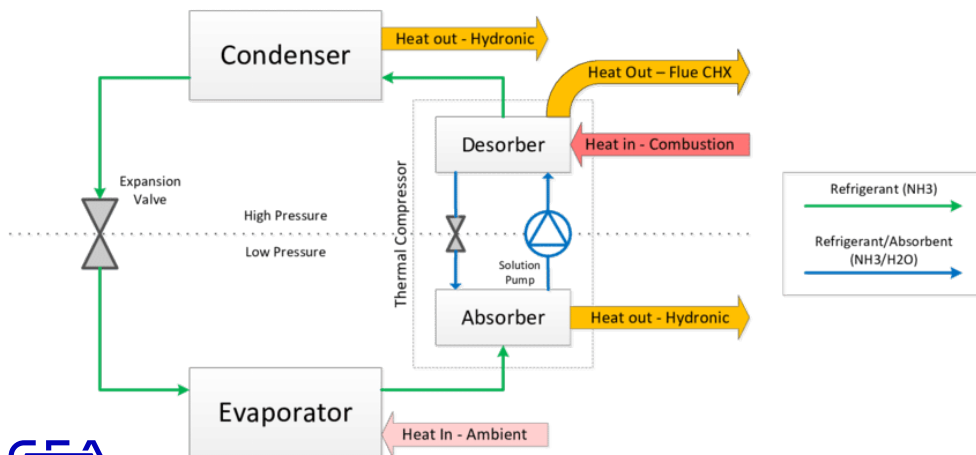 Condenser
Heat out - Hydronic
Heat Out – Flue CHX
Desorber
Heat in - Combustion
Expansion
Valve
High Pressure
Low Pressure
Thermal Compressor
Solution
Pump
Refrigerant (NH3)
Refrigerant/Absorbent
(NH3/H2O)
Absorber
Heat out - Hydronic
Evaporator
Heat In - Ambient